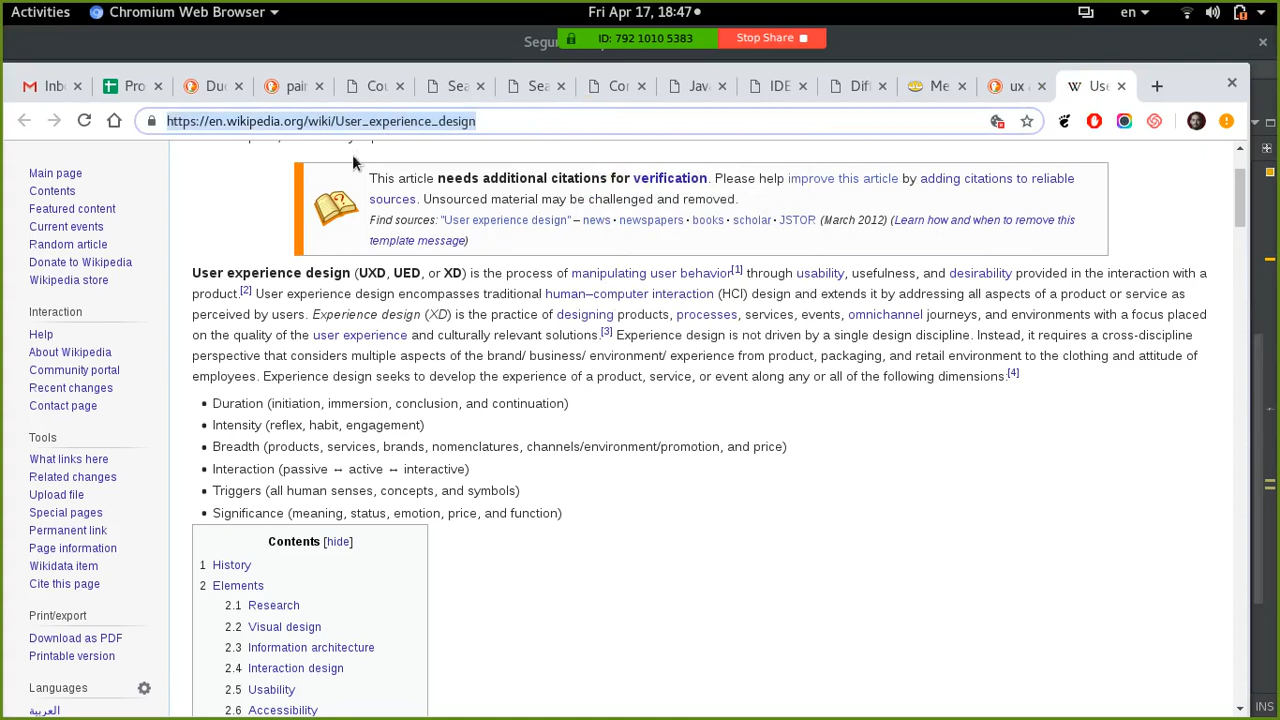 Activities Chromium Web Browser Fri Apr 17, 18:47 en
ID: 792 1010 5383 Stop Share
Inb Pro Du pain Cou Sea Sea Cor Jav IDE Dif Me ux a Use
https://en.wikipedia.org/wiki/User_experience_design
Main page
Contents
Featured content
Current events
Random article
Donate to Wikipedia
Wikipedia store
Interaction
Help
About Wikipedia
Community portal
Recent changes
Contact page
Tools
What links here
Related changes
Upload file
Special pages
Permanent link
Page information
Wikidata item
Cite this page
Print/export
Download as PDF
Printable version
Languages
العربية
This article needs additional citations for verification. Please help improve this article by adding citations to reliable
sources. Unsourced material may be challenged and removed.
Find sources: "User experience design" – news · newspapers · books · scholar · JSTOR (March 2012) (Learn how and when to remove this
template message)
User experience design (UXD, UED, or XD) is the process of manipulating user behavior[1] through usability, usefulness, and desirability provided in the interaction with a
product.[2] User experience design encompasses traditional human–computer interaction (HCI) design and extends it by addressing all aspects of a product or service as
perceived by users. Experience design (XD) is the practice of designing products, processes, services, events, omnichannel journeys, and environments with a focus placed
on the quality of the user experience and culturally relevant solutions.[3] Experience design is not driven by a single design discipline. Instead, it requires a cross-discipline
perspective that considers multiple aspects of the brand/ business/ environment/ experience from product, packaging, and retail environment to the clothing and attitude of
employees. Experience design seeks to develop the experience of a product, service, or event along any or all of the following dimensions:[4]
• Duration (initiation, immersion, conclusion, and continuation)
• Intensity (reflex, habit, engagement)
• Breadth (products, services, brands, nomenclatures, channels/environment/promotion, and price)
• Interaction (passive ↔ active ↔ interactive)
• Triggers (all human senses, concepts, and symbols)
• Significance (meaning, status, emotion, price, and function)
Contents [hide]
1 History
2 Elements
2.1 Research
2.2 Visual design
2.3 Information architecture
2.4 Interaction design
2.5 Usability
2.6 Accessibility
INS